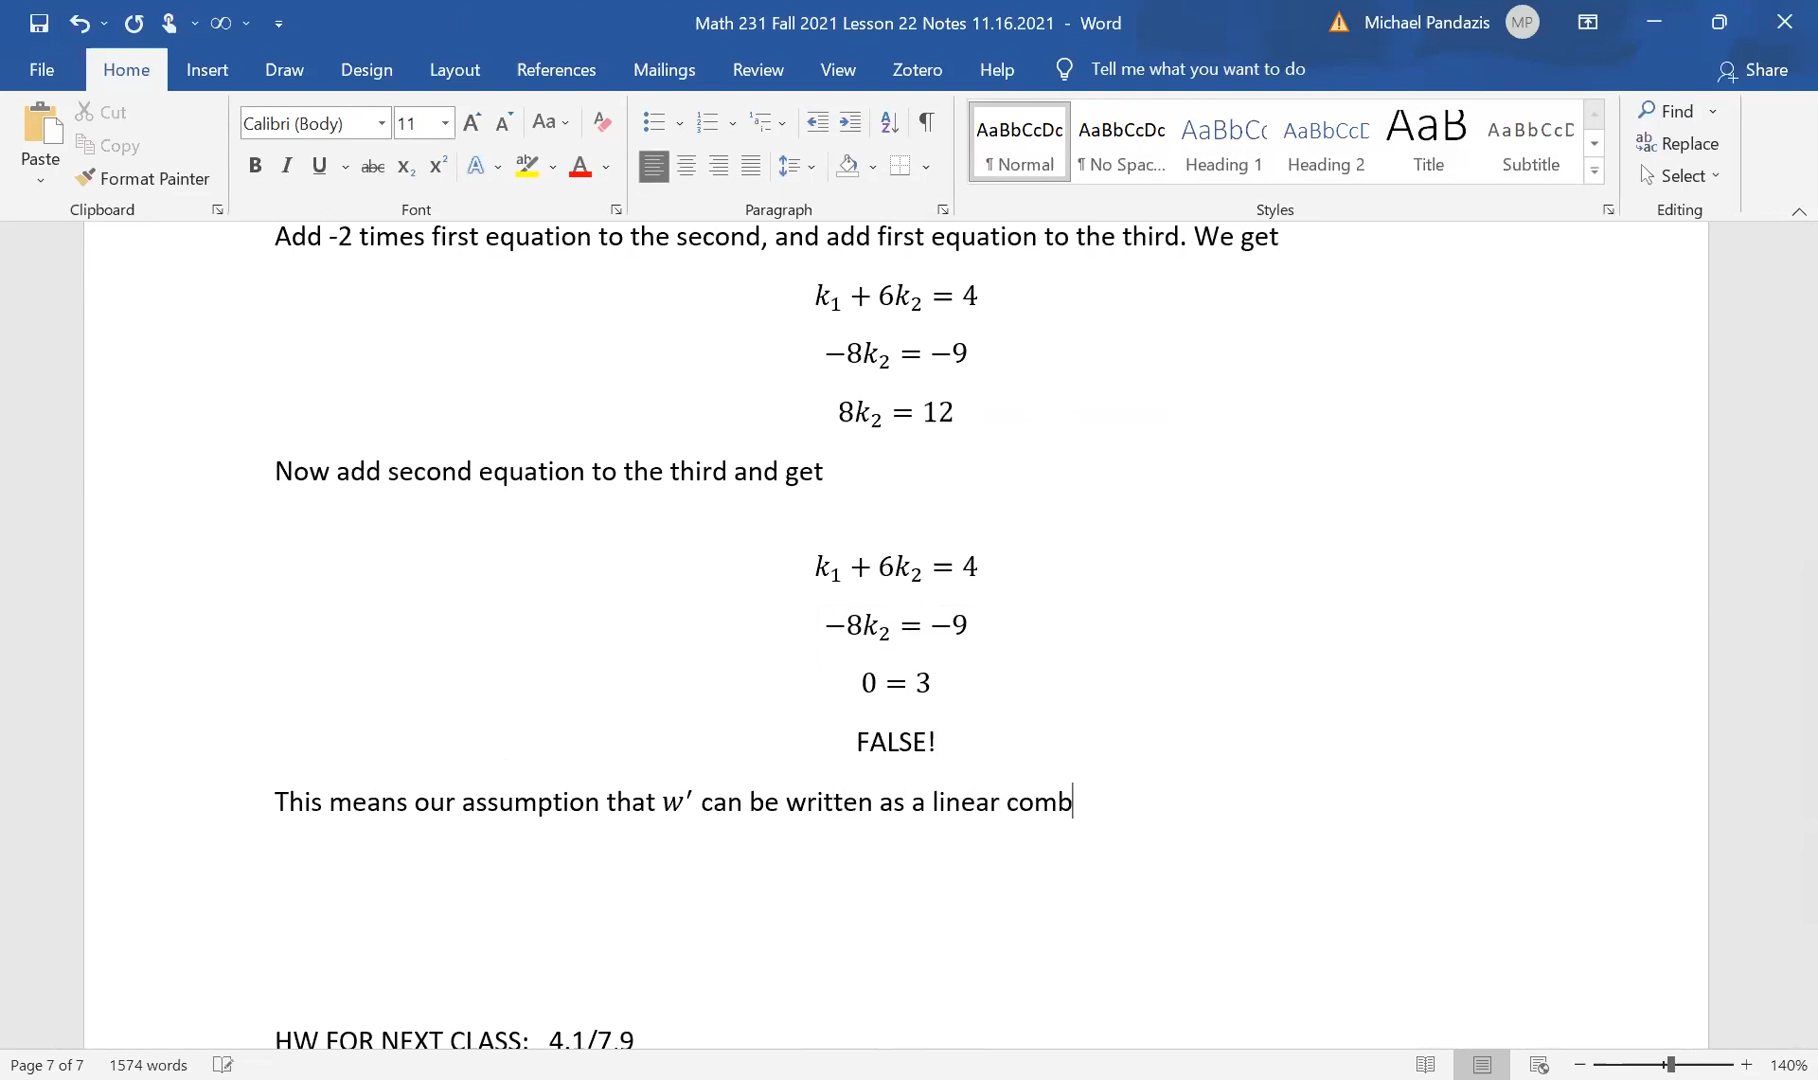 Math 231 Fall 2021 Lesson 22 Notes 11.16.2021 - Word
Michael Pandazis
MP
File Home Insert Draw Design Layout References Mailings Review View Zotero Help Tell me what you want to do Share
Paste
Cut
Copy
Format Painter
Clipboard
Calibri (Body) 11
Font
Paragraph
AaBbCcDc ¶ Normal
AaBbCcDc ¶ No Spac...
AaBbCc Heading 1
AaBbCcD Heading 2
AaB Title
AaBbCcD Subtitle
Styles
Find
Replace
Select
Editing
Add -2 times first equation to the second, and add first equation to the third. We get
k₁ + 6k₂ = 4
−8k₂ = −9
8k₂ = 12
Now add second equation to the third and get
k₁ + 6k₂ = 4
−8k₂ = −9
0 = 3
FALSE!
This means our assumption that w′ can be written as a linear comb
HW FOR NEXT CLASS: 4.1/7,9
Page 7 of 7 1574 words 140%